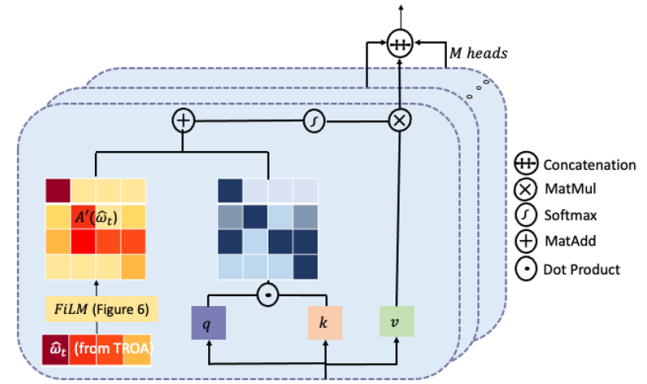 M heads
A′(ω̂ₜ)
FiLM (Figure 6)
ω̂ₜ (from TROA)
q
k
v
Concatenation
MatMul
Softmax
MatAdd
Dot Product